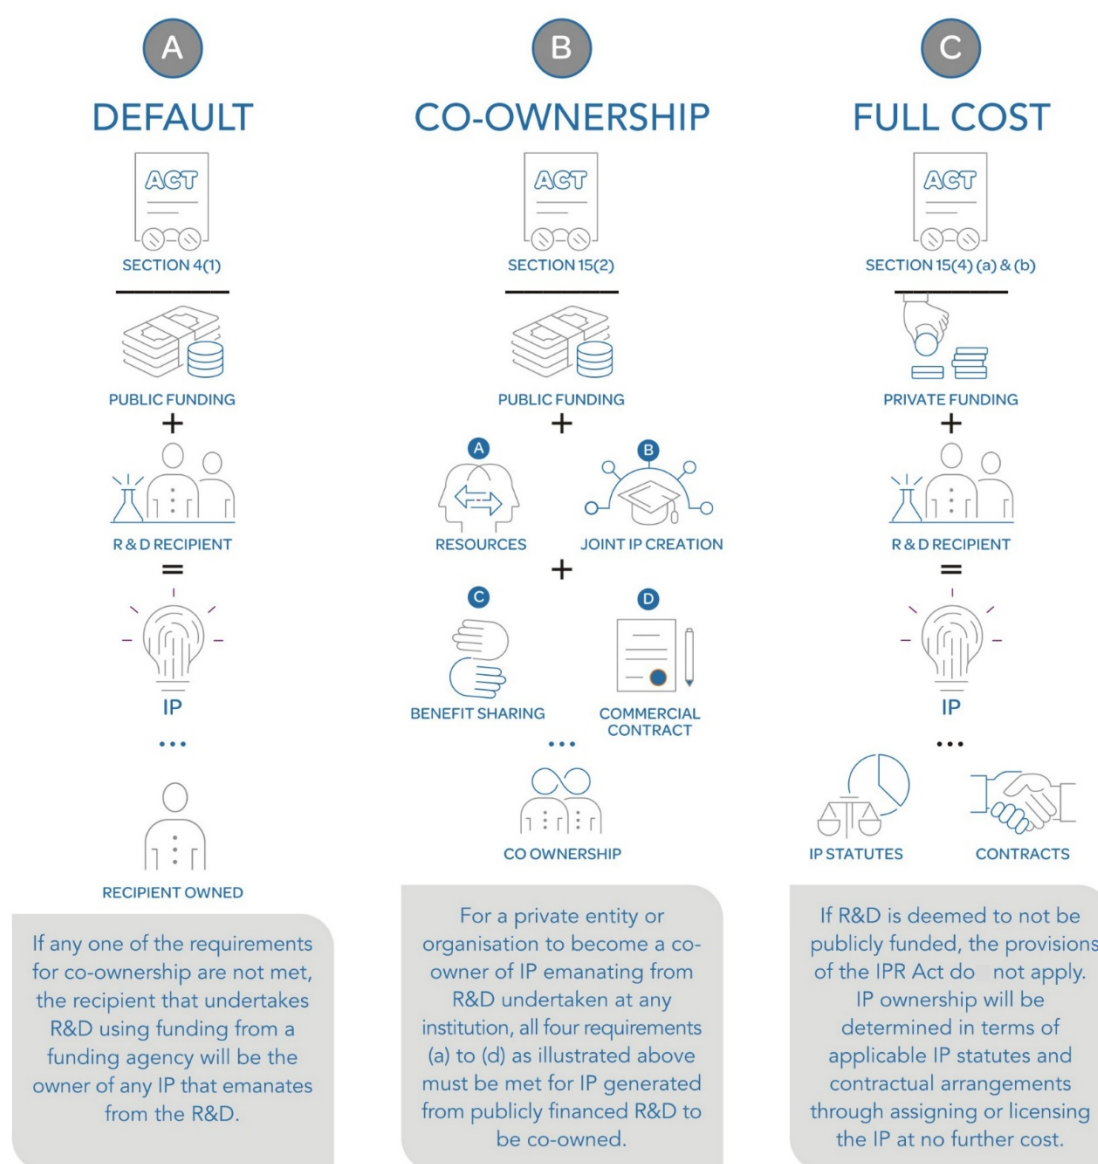 A
DEFAULT
ACT
SECTION 4(1)
PUBLIC FUNDING
+
R & D RECIPIENT
=
IP
...
RECIPIENT OWNED
If any one of the requirements
for co-ownership are not met,
the recipient that undertakes
R&D using funding from a
funding agency will be the
owner of any IP that emanates
from the R&D.
B
CO-OWNERSHIP
ACT
SECTION 15(2)
PUBLIC FUNDING
+
A
RESOURCES
B
JOINT IP CREATION
+
C
BENEFIT SHARING
D
COMMERCIAL
CONTRACT
...
CO OWNERSHIP
For a private entity or
organisation to become a co-
owner of IP emanating from
R&D undertaken at any
institution, all four requirements
(a) to (d) as illustrated above
must be met for IP generated
from publicly financed R&D to
be co-owned.
C
FULL COST
ACT
SECTION 15(4) (a) & (b)
PRIVATE FUNDING
+
R & D RECIPIENT
=
IP
...
IP STATUTES
CONTRACTS
If R&D is deemed to not be
publicly funded, the provisions
of the IPR Act do not apply.
IP ownership will be
determined in terms of
applicable IP statutes and
contractual arrangements
through assigning or licensing
the IP at no further cost.